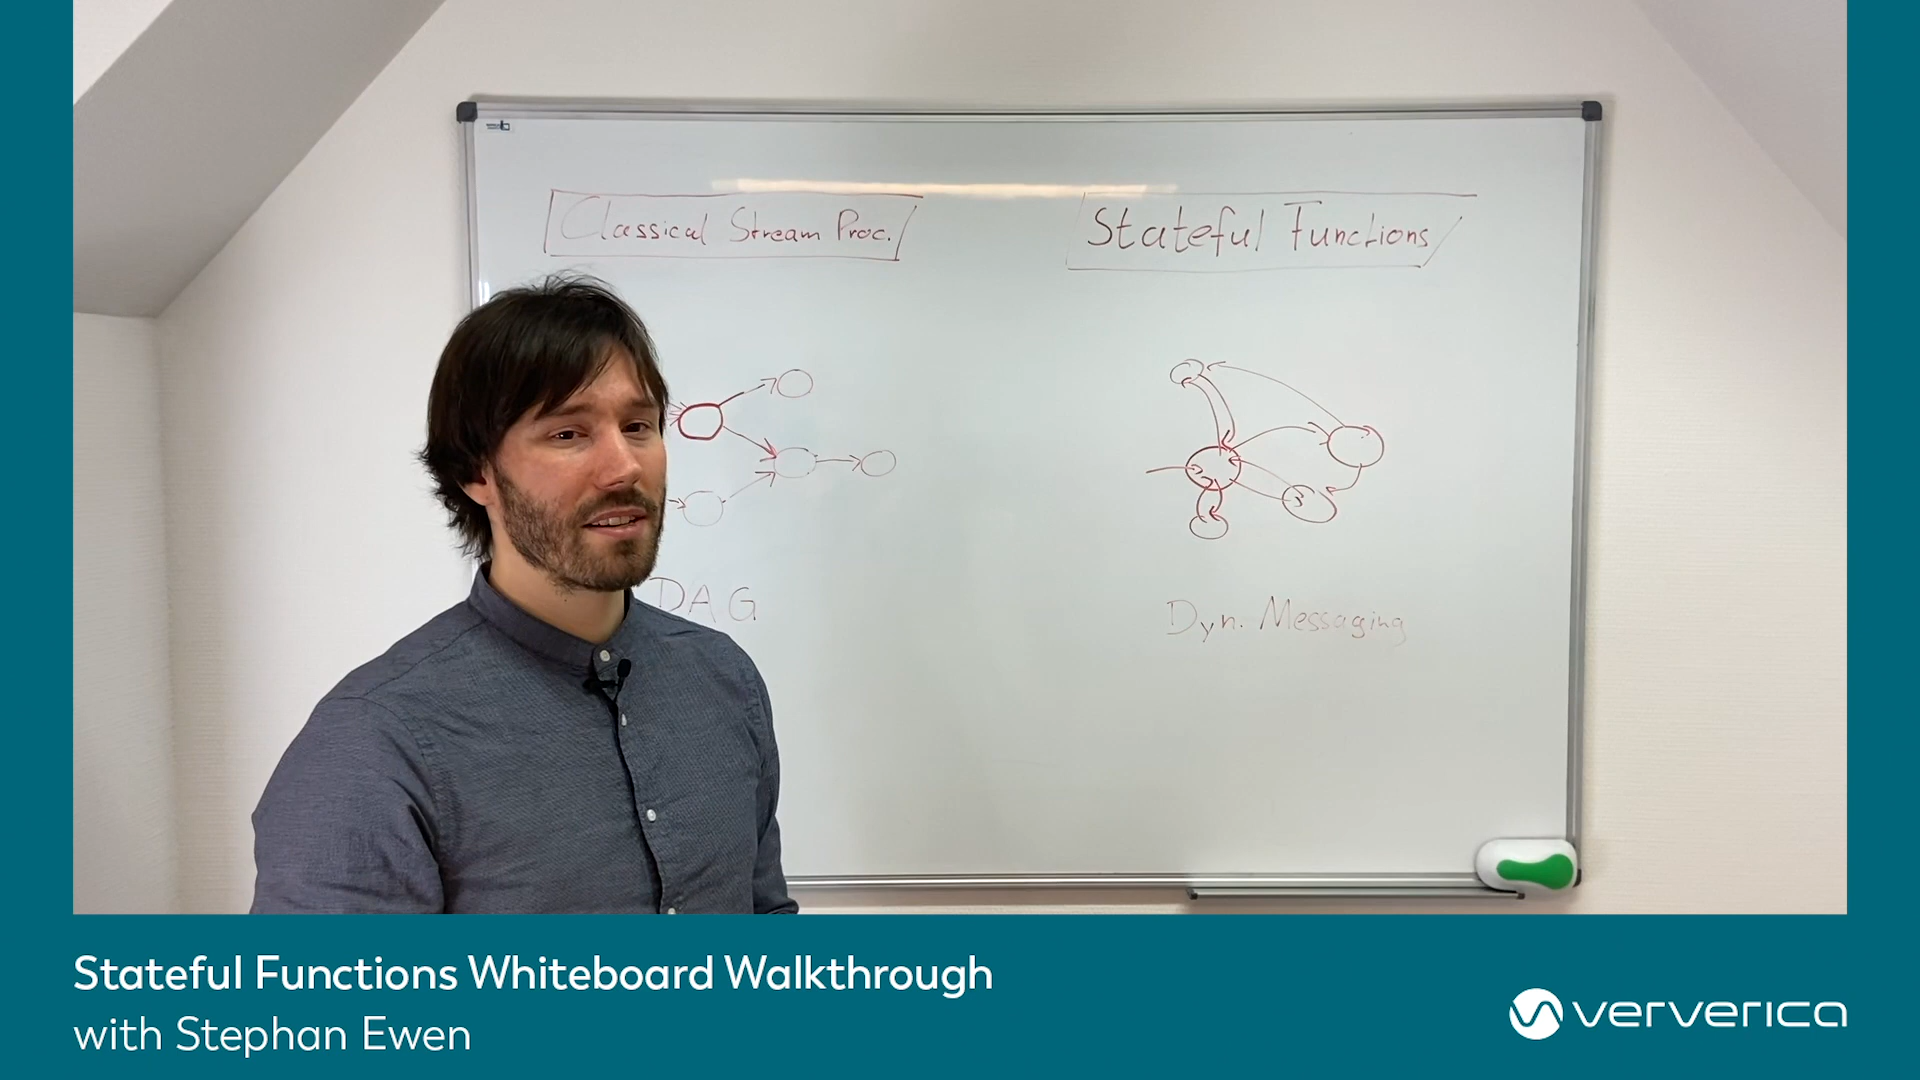 Classical Stream Proc.
Stateful Functions
DAG
Dyn. Messaging
Stateful Functions Whiteboard Walkthrough
with Stephan Ewen
ververica